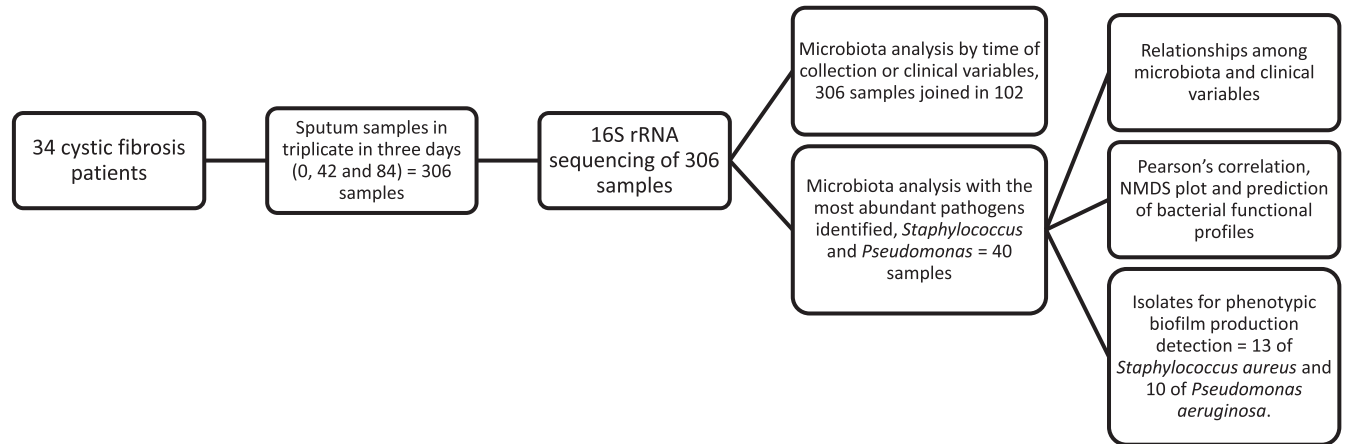 34 cystic fibrosis
patients
Sputum samples in
triplicate in three days
(0, 42 and 84) = 306
samples
16S rRNA
sequencing of 306
samples
Microbiota analysis by time of
collection or clinical variables,
306 samples joined in 102
Microbiota analysis with the
most abundant pathogens
identified, Staphylococcus
and Pseudomonas = 40
samples
Relationships among
microbiota and clinical
variables
Pearson's correlation,
NMDS plot and prediction
of bacterial functional
profiles
Isolates for phenotypic
biofilm production
detection = 13 of
Staphylococcus aureus and
10 of Pseudomonas
aeruginosa.